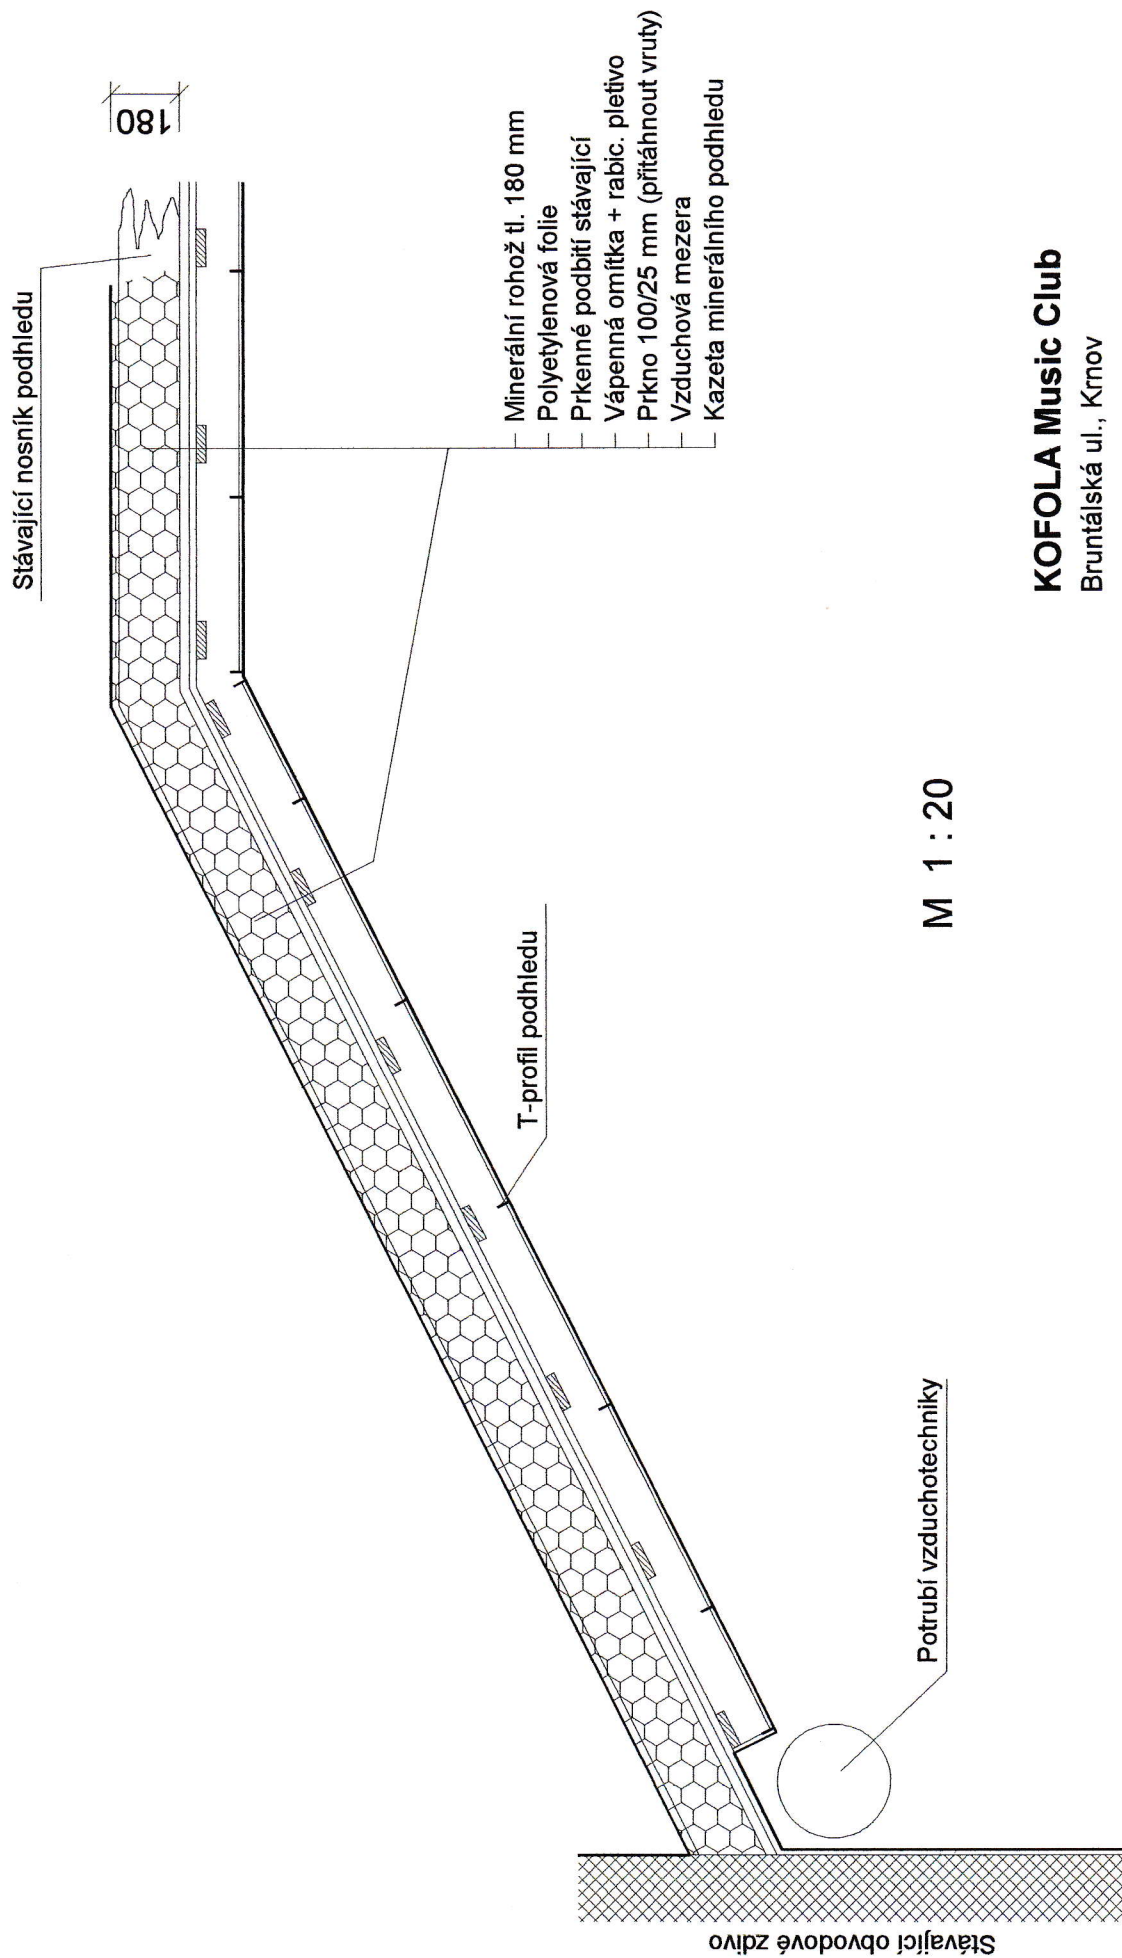 Stávající nosník podhledu
180
Minerální rohož tl. 180 mm
Polyetylenová folie
Prkenné podbití stávající
Vápenná omítka + rabic. pletivo
Prkno 100/25 mm (přitáhnout vruty)
Vzduchová mezera
Kazeta minerálního podhledu
T-profil podhledu
Potrubí vzduchotechniky
Stávající obvodové zdivo
M 1 : 20
KOFOLA Music Club
Bruntálská ul., Krnov